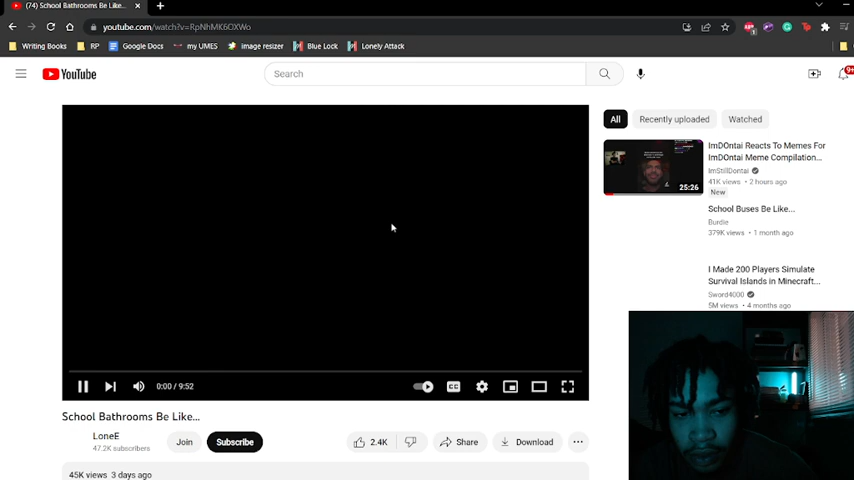 (74) School Bathrooms Be Like...
youtube.com/watch?v=RpNhMK6OXWo
Writing Books RP Google Docs my UMES image resizer Blue Lock Lonely Attack
YouTube
Search
9+
All Recently uploaded Watched
ImDOntai Reacts To Memes For
ImDOntai Meme Compilation...
ImStillDontai
41K views • 2 hours ago
New
25:26
School Buses Be Like...
Burdie
379K views • 1 month ago
I Made 200 Players Simulate
Survival Islands in Minecraft...
Sword4000
5M views • 4 months ago
0:00 / 9:52
CC
School Bathrooms Be Like...
LoneE
47.2K subscribers
Join Subscribe
2.4K Share Download
45K views 3 days ago